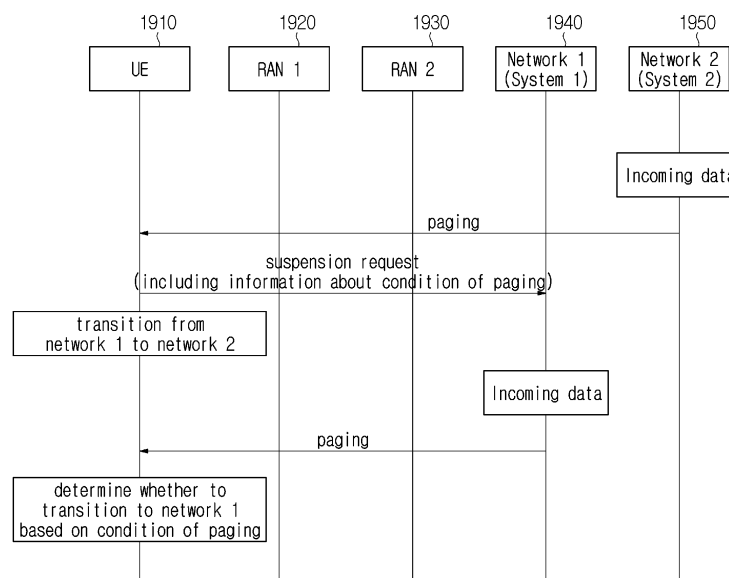 1910
1920
1930
1940
1950
UE
RAN 1
RAN 2
Network 1
(System 1)
Network 2
(System 2)
Incoming data
paging
suspension request
(including information about condition of paging)
transition from
network 1 to network 2
Incoming data
paging
determine whether to
transition to network 1
based on condition of paging